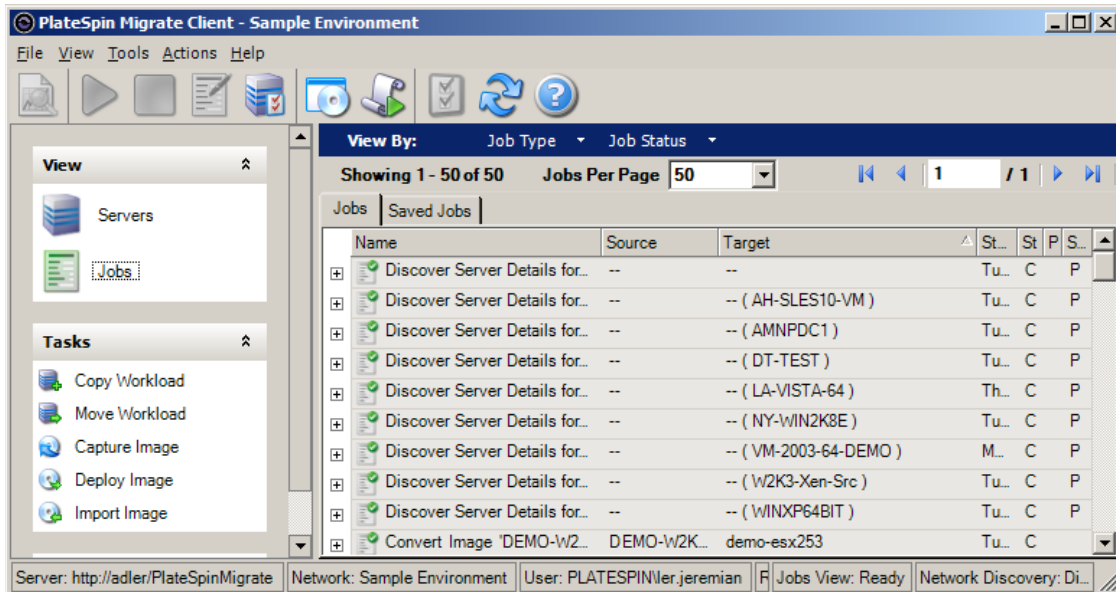 PlateSpin Migrate Client - Sample Environment
File View Tools Actions Help
View By: Job Type Job Status
View
Showing 1 - 50 of 50 Jobs Per Page 50 1 / 1
Servers
Jobs Saved Jobs
Name Source Target St... St P S...
Jobs
Discover Server Details for... -- -- Tu... C P
Discover Server Details for... -- -- ( AH-SLES10-VM ) Tu... C P
Discover Server Details for... -- -- ( AMNPDC1 ) Tu... C P
Tasks
Discover Server Details for... -- -- ( DT-TEST ) Tu... C P
Copy Workload
Discover Server Details for... -- -- ( LA-VISTA-64 ) Th... C P
Move Workload
Discover Server Details for... -- -- ( NY-WIN2K8E ) Tu... C P
Capture Image
Discover Server Details for... -- -- ( VM-2003-64-DEMO ) M... C P
Deploy Image
Discover Server Details for... -- -- ( W2K3-Xen-Src ) Tu... C P
Import Image
Discover Server Details for... -- -- ( WINXP64BIT ) Tu... C P
Convert Image 'DEMO-W2... DEMO-W2K... demo-esx253 Tu... C
Server: http://adler/PlateSpinMigrate Network: Sample Environment User: PLATESPIN\ler.jeremian Jobs View: Ready Network Discovery: Di...